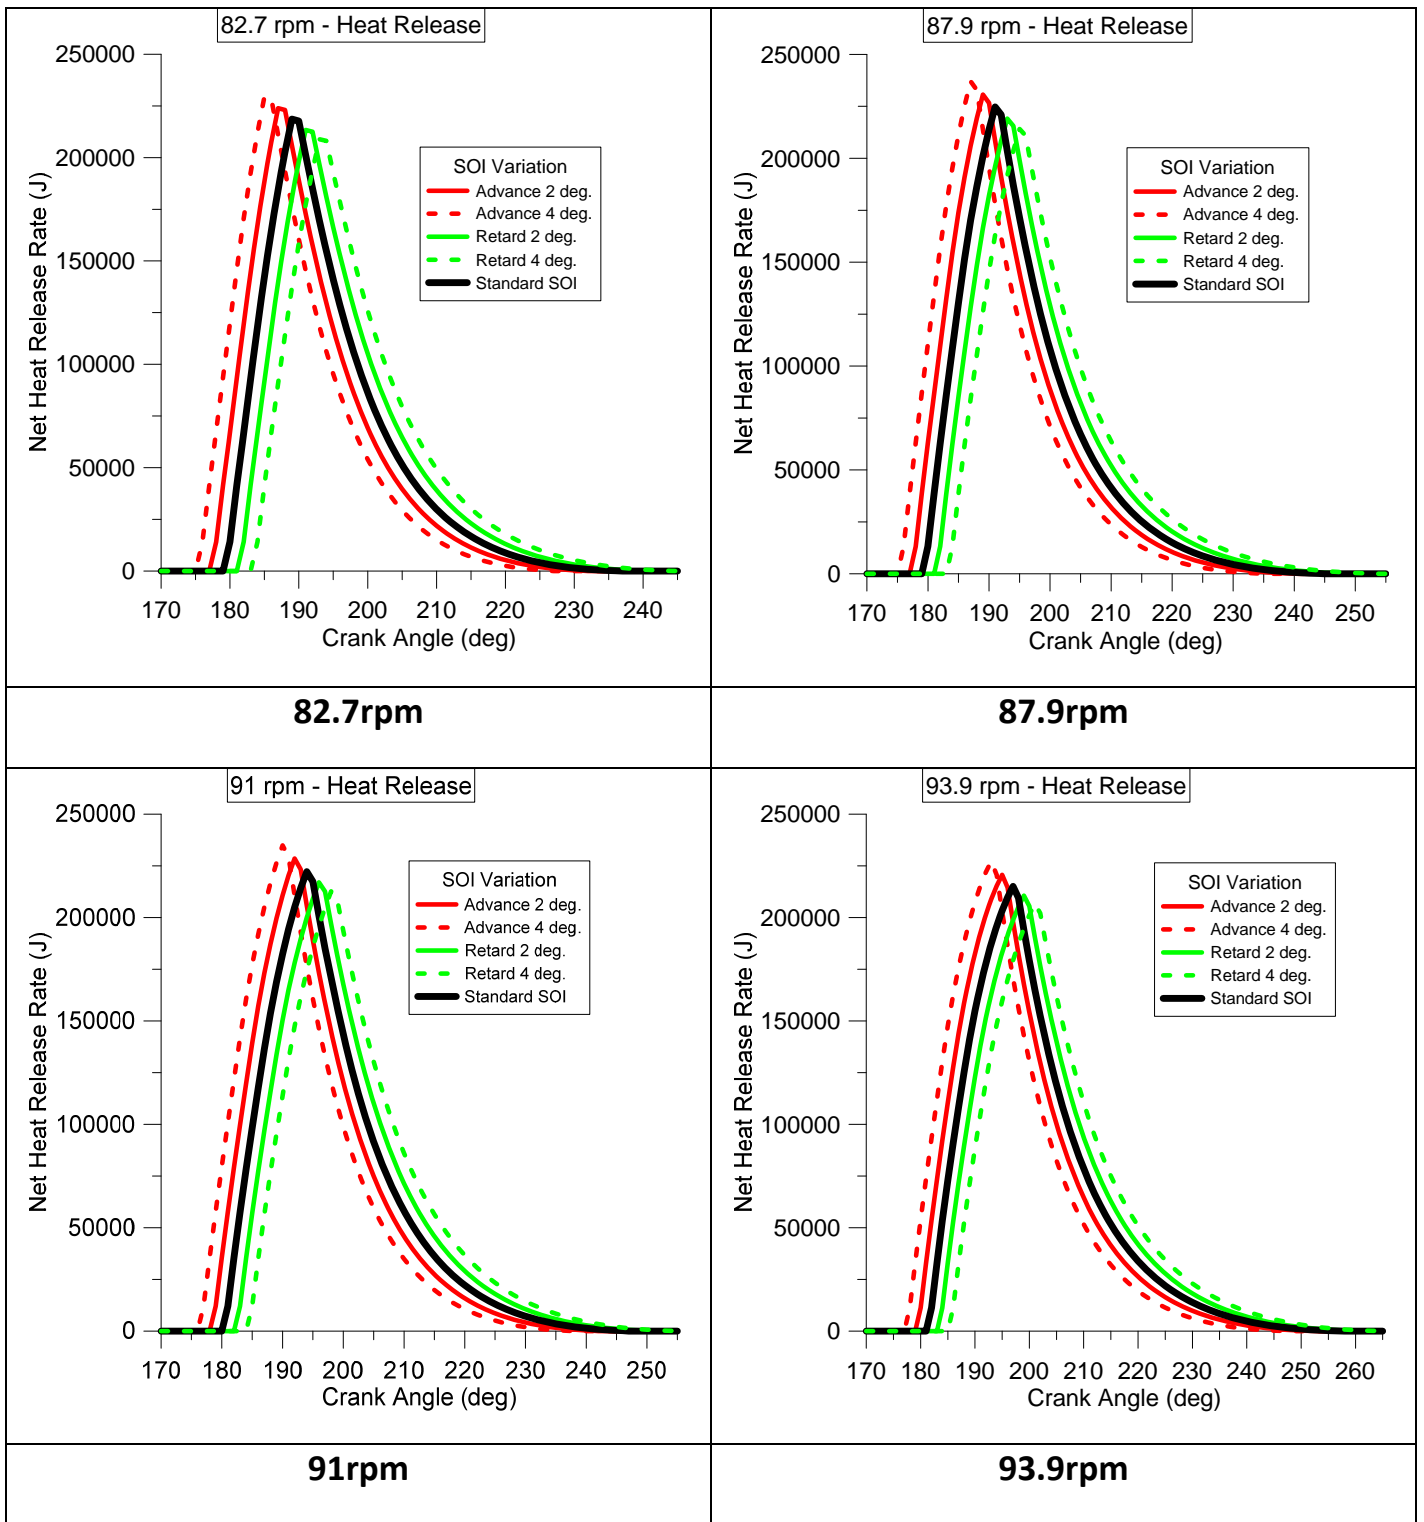 82.7 rpm - Heat Release
Net Heat Release Rate (J)
250000
200000
150000
100000
50000
0
SOI Variation
Advance 2 deg.
Advance 4 deg.
Retard 2 deg.
Retard 4 deg.
Standard SOI
170 180 190 200 210 220 230 240
Crank Angle (deg)
82.7rpm
87.9 rpm - Heat Release
Net Heat Release Rate (J)
250000
200000
150000
100000
50000
0
SOI Variation
Advance 2 deg.
Advance 4 deg.
Retard 2 deg.
Retard 4 deg.
Standard SOI
170 180 190 200 210 220 230 240 250
Crank Angle (deg)
87.9rpm
91 rpm - Heat Release
Net Heat Release Rate (J)
250000
200000
150000
100000
50000
0
SOI Variation
Advance 2 deg.
Advance 4 deg.
Retard 2 deg.
Retard 4 deg.
Standard SOI
170 180 190 200 210 220 230 240 250
Crank Angle (deg)
91rpm
93.9 rpm - Heat Release
Net Heat Release Rate (J)
250000
200000
150000
100000
50000
0
SOI Variation
Advance 2 deg.
Advance 4 deg.
Retard 2 deg.
Retard 4 deg.
Standard SOI
170 180 190 200 210 220 230 240 250 260
Crank Angle (deg)
93.9rpm